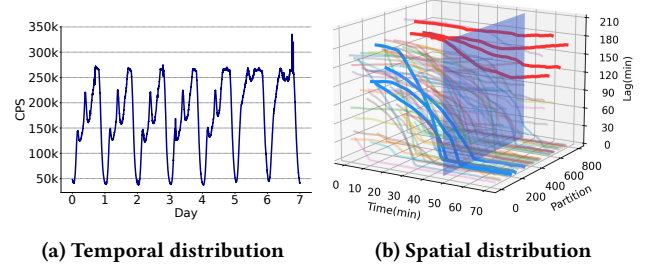 350k
300k
250k
200k
150k
100k
50k
CPS
0 1 2 3 4 5 6 7
Day
(a) Temporal distribution
210
180
150
120
90
60
30
0
Lag(min)
0 10 20 30 40 50 60 70
Time(min)
0 200 400 600 800
Partition
(b) Spatial distribution